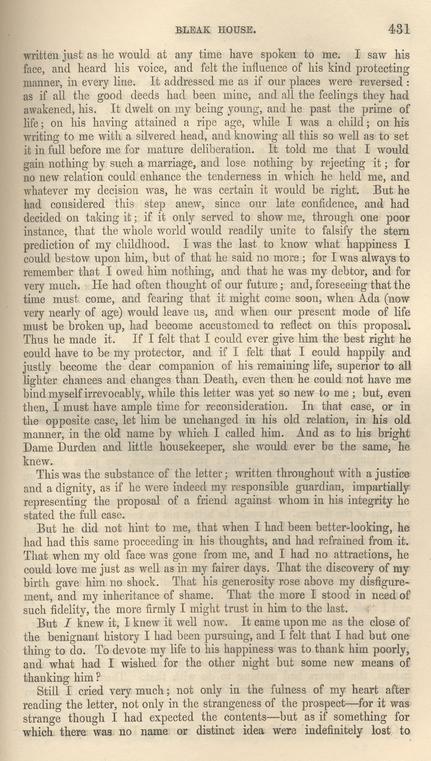 BLEAK HOUSE. 431
written just as he would at any time have spoken to me. I saw his
face, and heard his voice, and felt the influence of his kind protecting
manner, in every line. It addressed me as if our places were reversed :
as if all the good deeds had been mine, and all the feelings they had
awakened, his. It dwelt on my being young, and he past the prime of
life ; on his having attained a ripe age, while I was a child ; on his
writing to me with a silvered head, and knowing all this so well as to set
it in full before me for mature deliberation. It told me that I would
gain nothing by such a marriage, and lose nothing by rejecting it ; for
no new relation could enhance the tenderness in which he held me, and
whatever my decision was, he was certain it would be right. But he
had considered this step anew, since our late confidence, and had
decided on taking it ; if it only served to show me, through one poor
instance, that the whole world would readily unite to falsify the stern
prediction of my childhood. I was the last to know what happiness I
could bestow upon him, but of that he said no more ; for I was always to
remember that I owed him nothing, and that he was my debtor, and for
very much. He had often thought of our future ; and, foreseeing that the
time must come, and fearing that it might come soon, when Ada (now
very nearly of age) would leave us, and when our present mode of life
must be broken up, had become accustomed to reflect on this proposal.
Thus he made it. If I felt that I could ever give him the best right he
could have to be my protector, and if I felt that I could happily and
justly become the dear companion of his remaining life, superior to all
lighter chances and changes than Death, even then he could not have me
bind myself irrevocably, while this letter was yet so new to me ; but, even
then, I must have ample time for reconsideration. In that case, or in
the opposite case, let him be unchanged in his old relation, in his old
manner, in the old name by which I called him. And as to his bright
Dame Durden and little housekeeper, she would ever be the same, he
knew.
This was the substance of the letter ; written throughout with a justice
and a dignity, as if he were indeed my responsible guardian, impartially
representing the proposal of a friend against whom in his integrity he
stated the full case.
But he did not hint to me, that when I had been better-looking, he
had had this same proceeding in his thoughts, and had refrained from it.
That when my old face was gone from me, and I had no attractions, he
could love me just as well as in my fairer days. That the discovery of my
birth gave him no shock. That his generosity rose above my disfigure-
ment, and my inheritance of shame. That the more I stood in need of
such fidelity, the more firmly I might trust in him to the last.
But I knew it, I knew it well now. It came upon me as the close of
the benignant history I had been pursuing, and I felt that I had but one
thing to do. To devote my life to his happiness was to thank him poorly,
and what had I wished for the other night but some new means of
thanking him ?
Still I cried very much ; not only in the fulness of my heart after
reading the letter, not only in the strangeness of the prospect—for it was
strange though I had expected the contents—but as if something for
which there was no name or distinct idea were indefinitely lost to